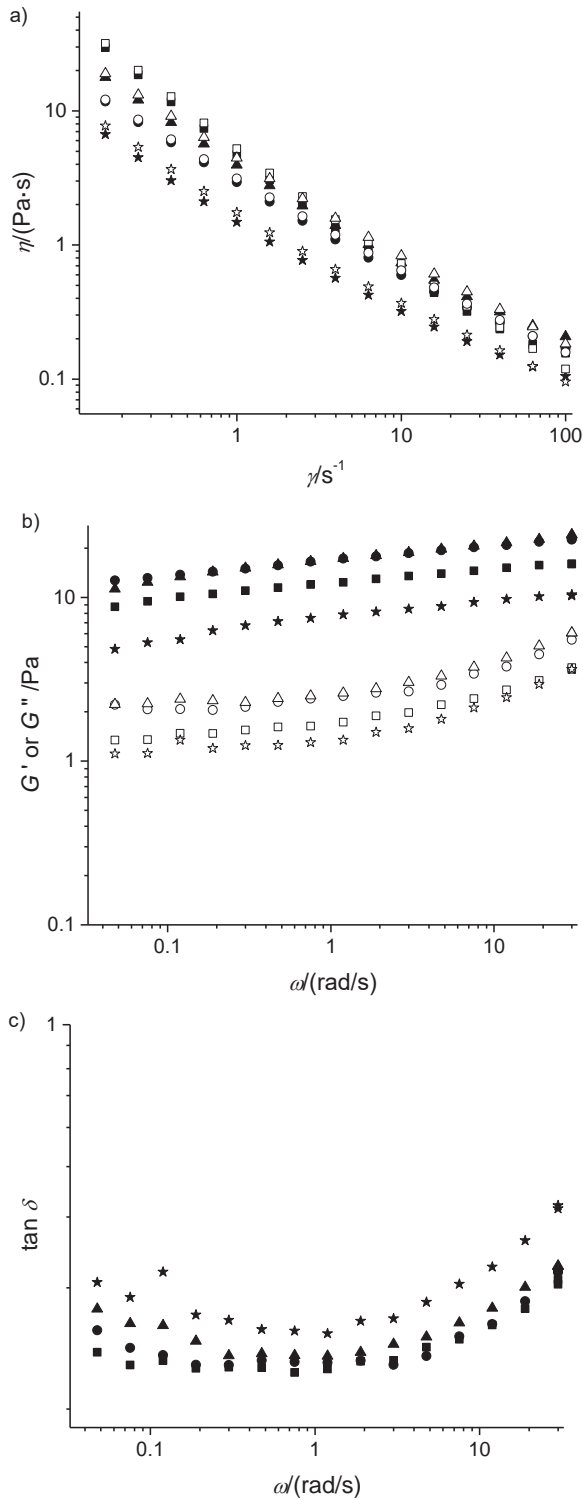 a)
10
1
0.1
η/(Pa·s)
1
10
100
γ/s⁻¹
b)
10
1
0.1
G' or G" /Pa
0.1
1
10
ω/(rad/s)
c)
1
tan δ
0.1
1
10
ω/(rad/s)